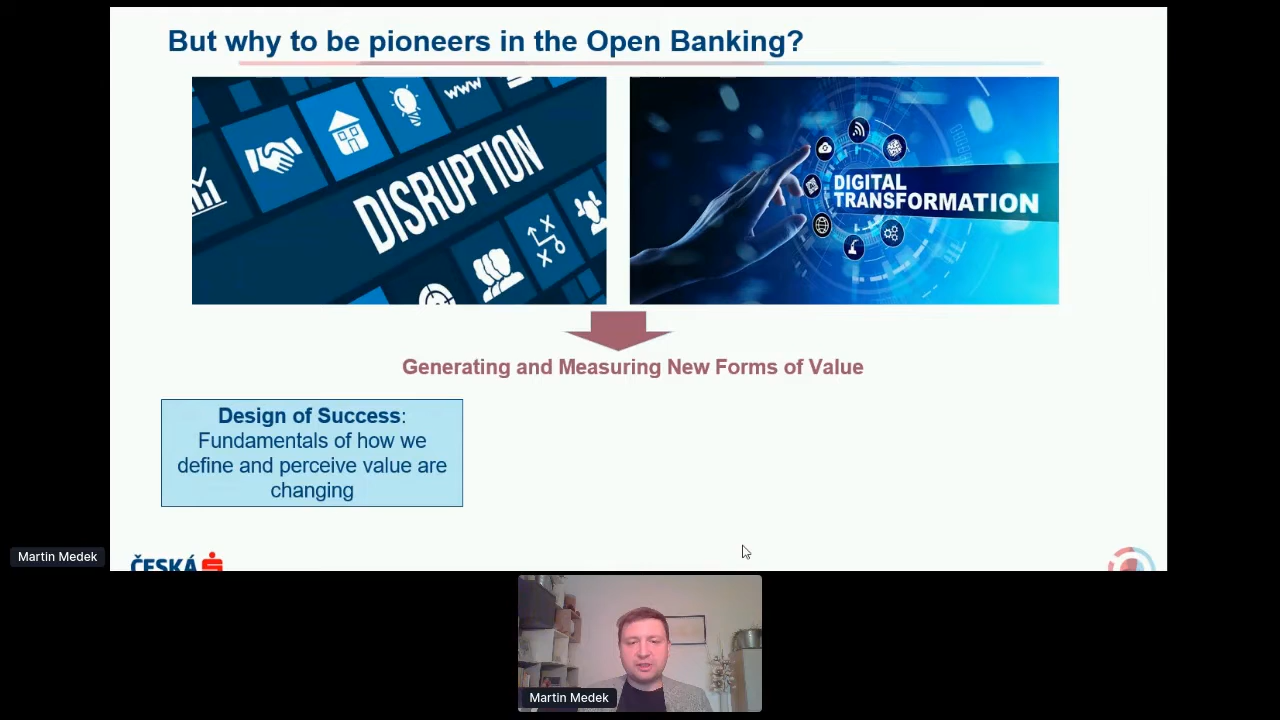 But why to be pioneers in the Open Banking?
www
DISRUPTION
DIGITAL
TRANSFORMATION
Generating and Measuring New Forms of Value
Design of Success:
Fundamentals of how we
define and perceive value are
changing
ČESKÁ
Martin Medek
Martin Medek